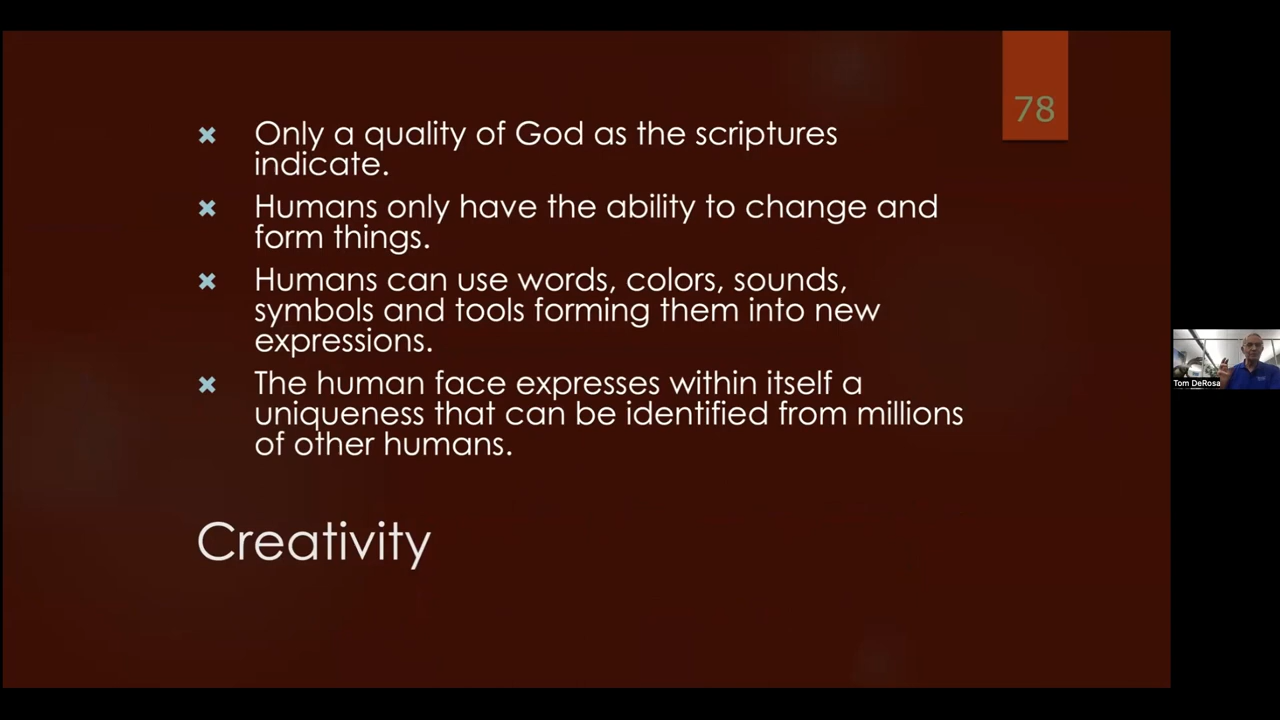 78
Only a quality of God as the scriptures
indicate.
Humans only have the ability to change and
form things.
Humans can use words, colors, sounds,
symbols and tools forming them into new
expressions.
The human face expresses within itself a
uniqueness that can be identified from millions
of other humans.
Creativity
Tom DeRosa